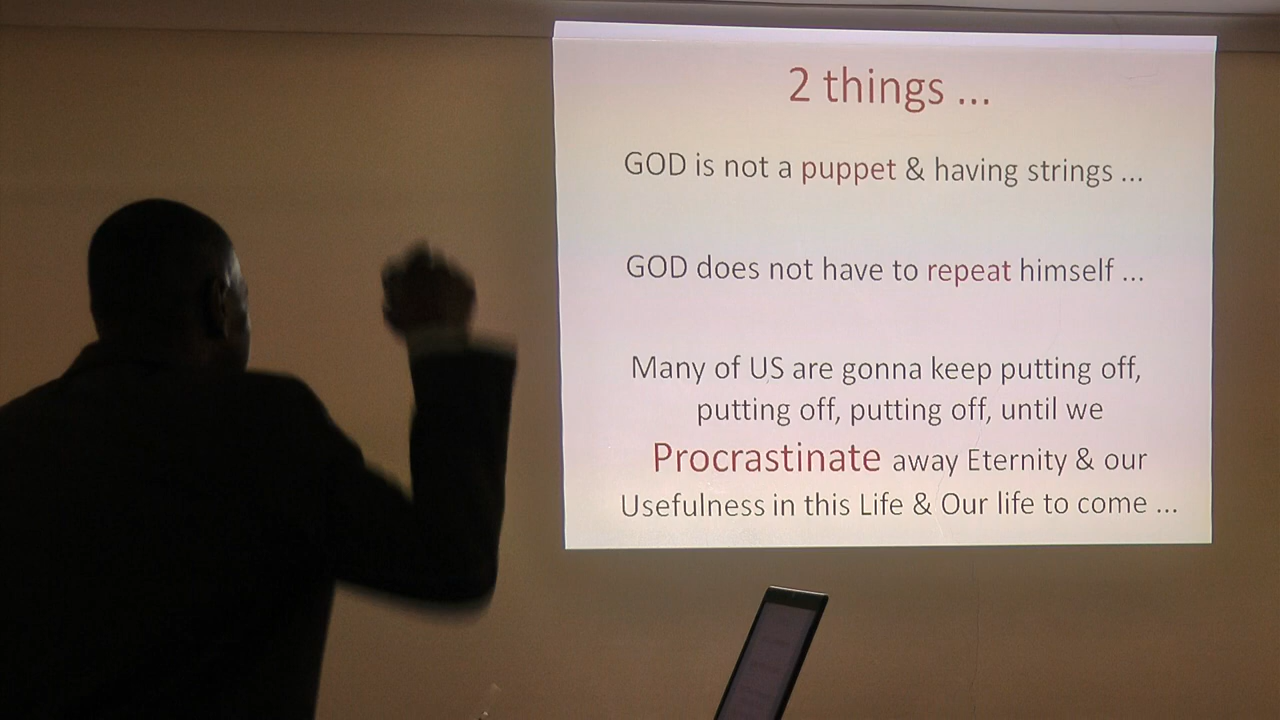 2 things ...
GOD is not a puppet & having strings ...
GOD does not have to repeat himself ...
Many of US are gonna keep putting off,
putting off, putting off, until we
Procrastinate away Eternity & our
Usefulness in this Life & Our life to come ...